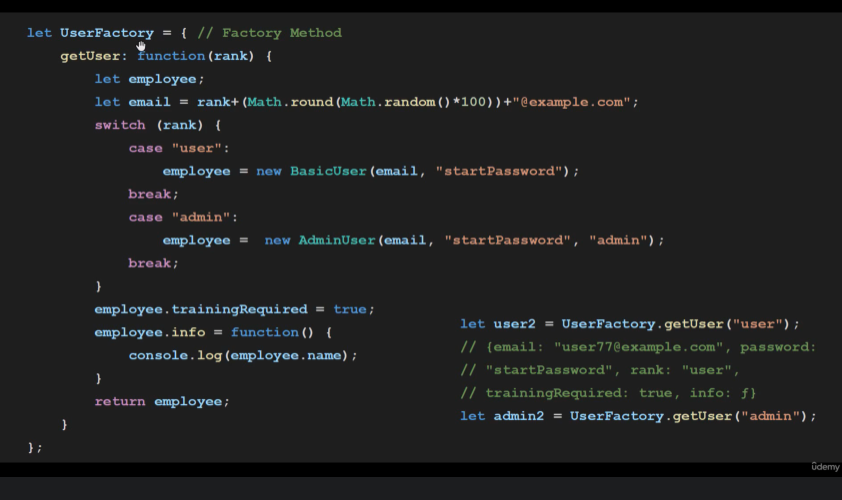 let UserFactory = { // Factory Method
    getUser: function(rank) {
        let employee;
        let email = rank+(Math.round(Math.random()*100))+"@example.com";
        switch (rank) {
            case "user":
                employee = new BasicUser(email, "startPassword");
            break;
            case "admin":
                employee =  new AdminUser(email, "startPassword", "admin");
            break;
        }
        employee.trainingRequired = true;
        employee.info = function() {
            console.log(employee.name);
        }
        return employee;
    }
};
let user2 = UserFactory.getUser("user");
// {email: "user77@example.com", password:
// "startPassword", rank: "user",
// trainingRequired: true, info: ƒ}
let admin2 = UserFactory.getUser("admin");
udemy